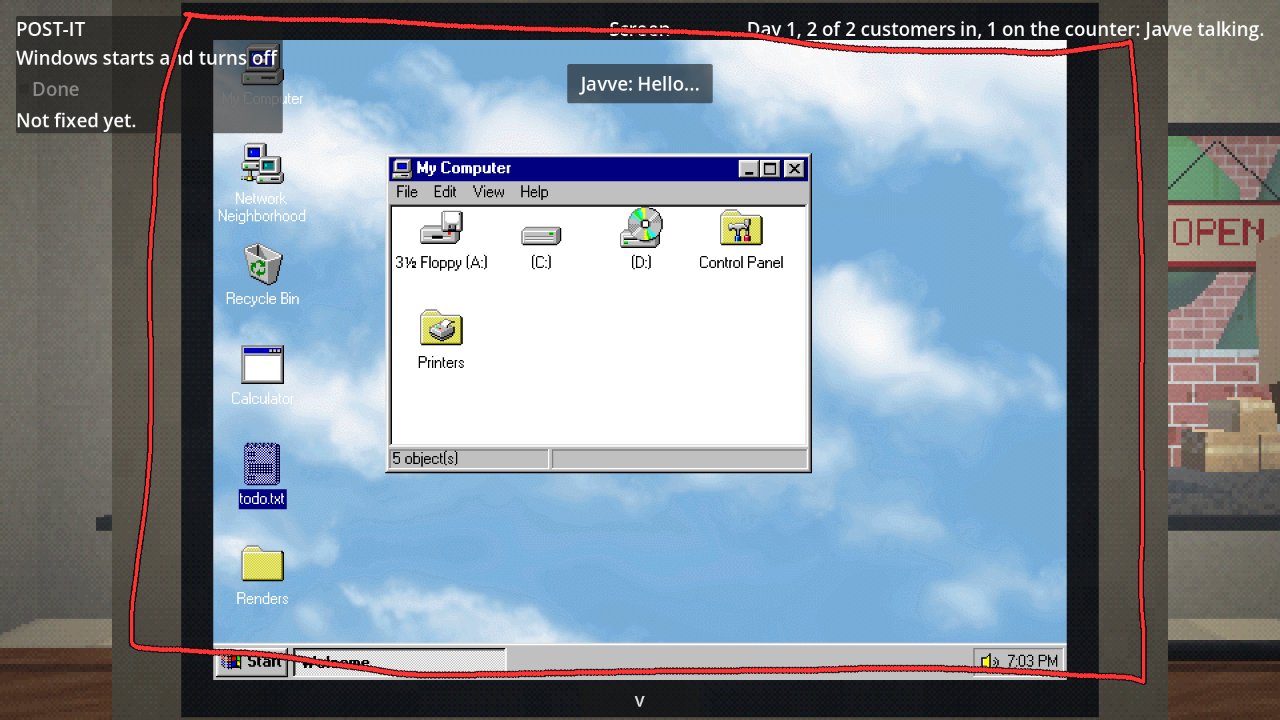 POST-IT
Screen
Day 1, 2 of 2 customers in, 1 on the counter: Javve talking.
Windows starts and turns off
Done
Not fixed yet.
Javve: Hello...
My Computer
Network
Neighborhood
Recycle Bin
Calculator
todo.txt
Renders
My Computer
File Edit View Help
3½ Floppy (A:) (C:) (D:) Control Panel
Printers
5 object(s)
OPEN
Start Welcome 7:03 PM
v